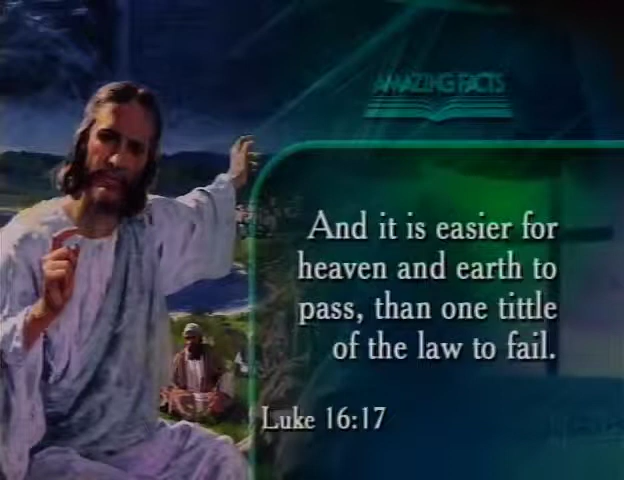 AMAZING FACTS
And it is easier for
heaven and earth to
pass, than one tittle
of the law to fail.
Luke 16:17